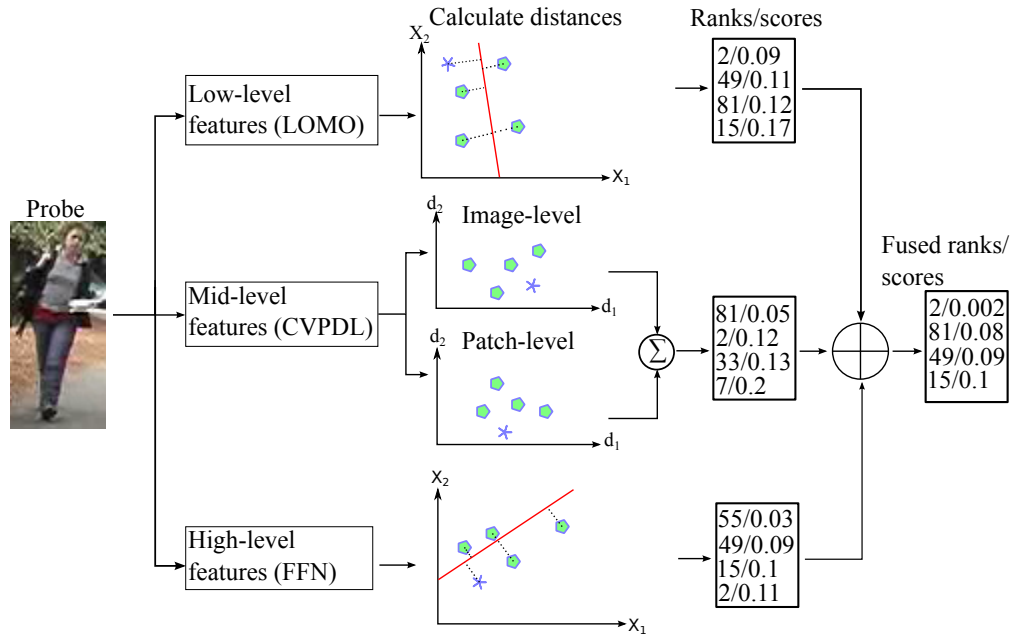 Calculate distances
Ranks/scores
X2
X1
Low-level
features (LOMO)
2/0.09
49/0.11
81/0.12
15/0.17
Probe
d2
Image-level
d1
Mid-level
features (CVPDL)
d2
Patch-level
d1
Σ
81/0.05
2/0.12
33/0.13
7/0.2
Fused ranks/
scores
2/0.002
81/0.08
49/0.09
15/0.1
High-level
features (FFN)
X2
X1
55/0.03
49/0.09
15/0.1
2/0.11